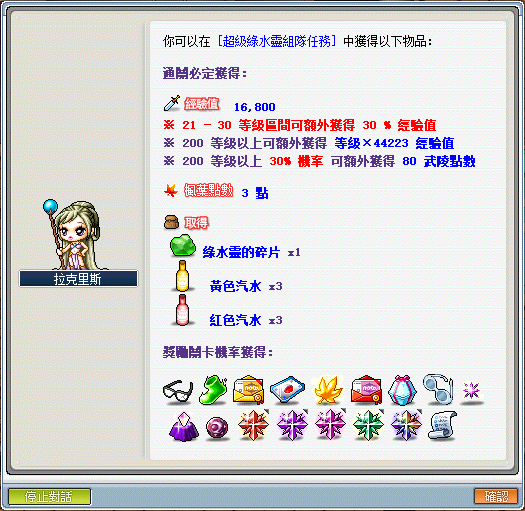 你可以在 [超級綠水靈組隊任務] 中獲得以下物品:
通關必定獲得:
經驗值 16,800
※ 21 - 30 等級區間可額外獲得 30 % 經驗值
※ 200 等級以上可額外獲得 等級×44223 經驗值
※ 200 等級以上 30% 機率 可額外獲得 80 武陵點數
楓葉點數 3 點
取得
綠水靈的碎片 x1
黃色汽水 x3
紅色汽水 x3
獎勵關卡機率獲得:
拉克里斯
停止對話
確認